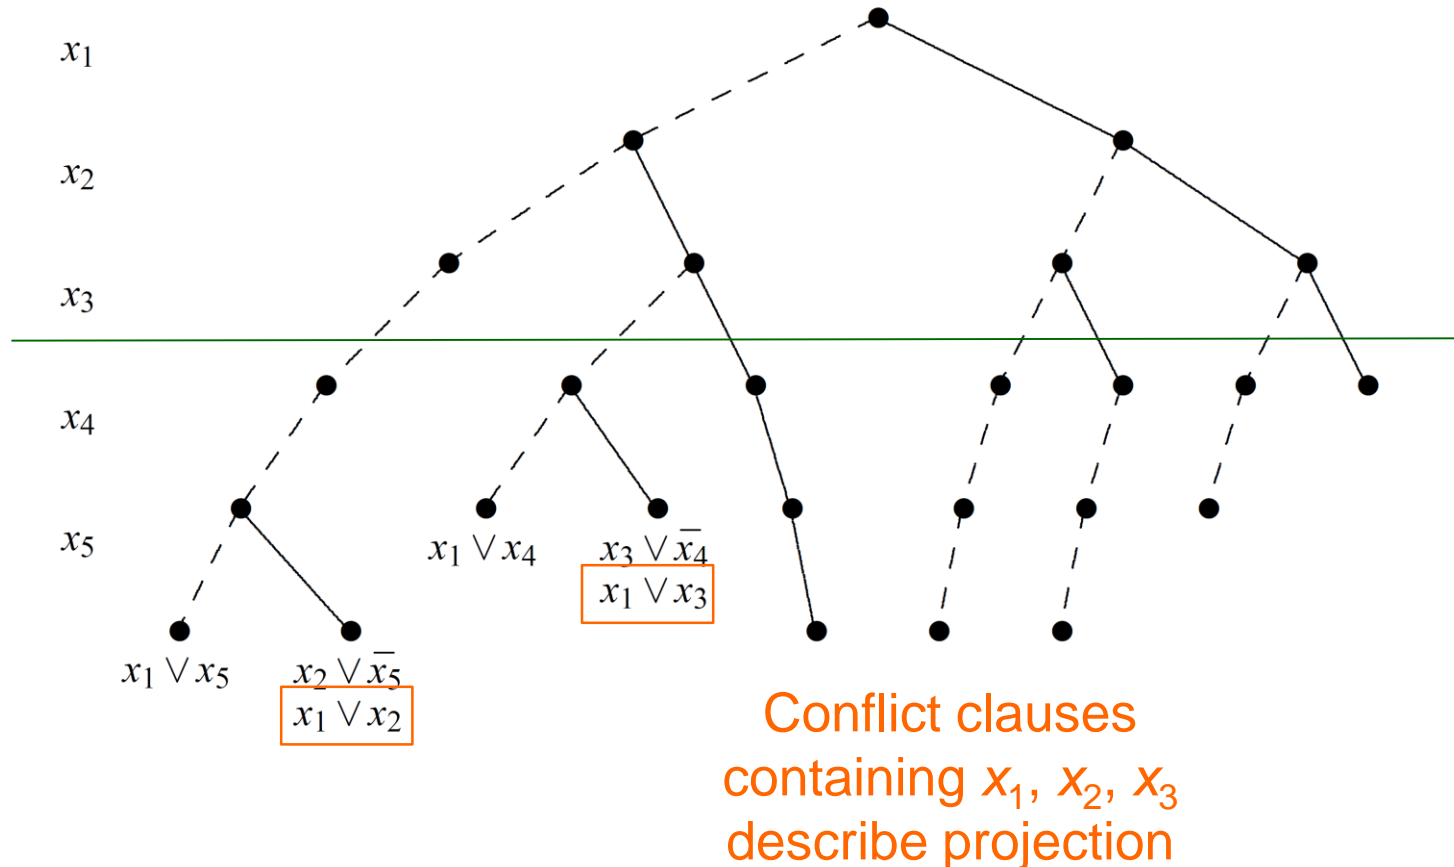 x₁
x₂
x₃
x₄
x₅
x₁ ∨ x₄
x₃ ∨ x̅₄
x₁ ∨ x₃
x₁ ∨ x₅
x₂ ∨ x̅₅
x₁ ∨ x₂
Conflict clauses
containing x₁, x₂, x₃
describe projection